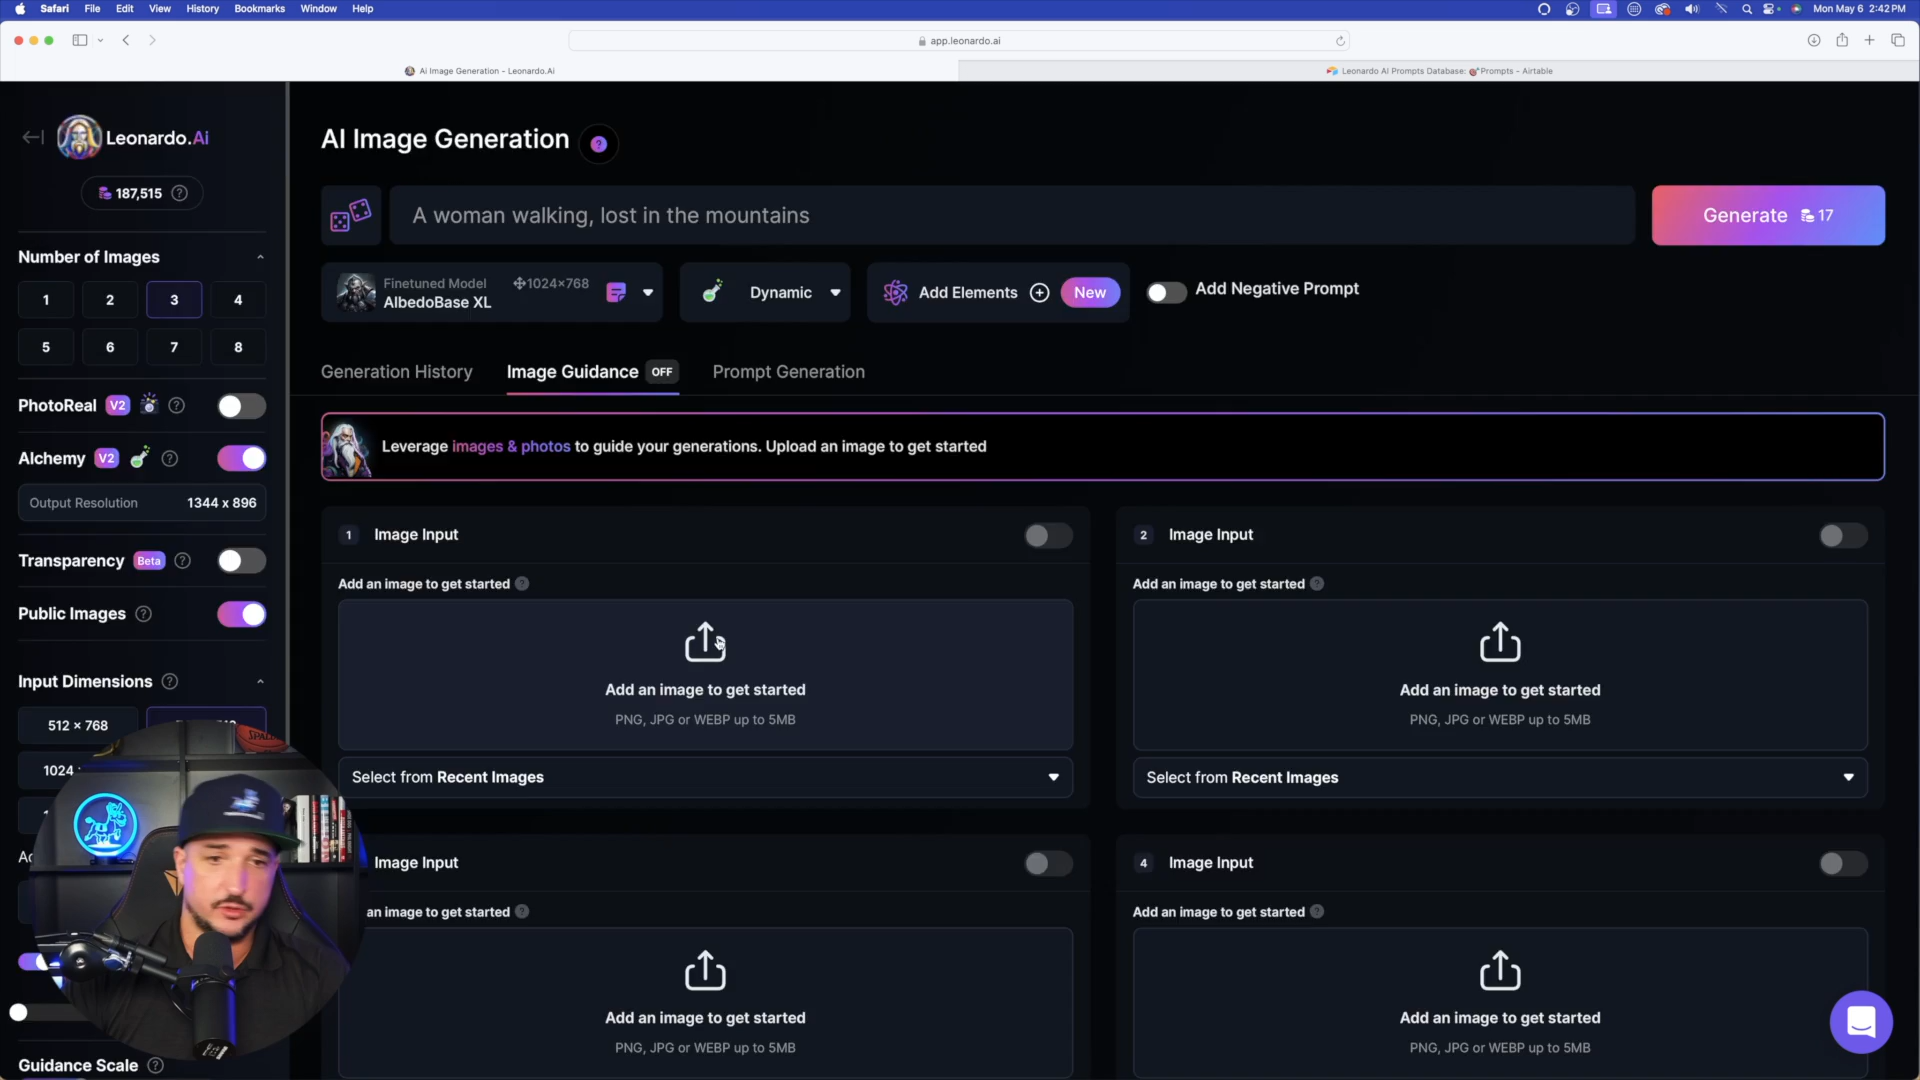 Safari File Edit View History Bookmarks Window Help Mon May 6 2:42 PM
app.leonardo.ai
Ai Image Generation - Leonardo.Ai
Leonardo AI Prompts Database: Prompts - Airtable
Leonardo.Ai
187,515
Number of Images
1 2 3 4
5 6 7 8
PhotoReal V2
Alchemy V2
Output Resolution 1344 x 896
Transparency Beta
Public Images
Input Dimensions
512 × 768
1024
SPAL
Guidance Scale
AI Image Generation ?
A woman walking, lost in the mountains
Generate 17
Finetuned Model 1024×768
AlbedoBase XL
Dynamic
Add Elements New
Add Negative Prompt
Generation History Image Guidance OFF Prompt Generation
Leverage images & photos to guide your generations. Upload an image to get started
1 Image Input
Add an image to get started
Add an image to get started
PNG, JPG or WEBP up to 5MB
Select from Recent Images
2 Image Input
Add an image to get started
Add an image to get started
PNG, JPG or WEBP up to 5MB
Select from Recent Images
Image Input
an image to get started
Add an image to get started
PNG, JPG or WEBP up to 5MB
4 Image Input
Add an image to get started
Add an image to get started
PNG, JPG or WEBP up to 5MB